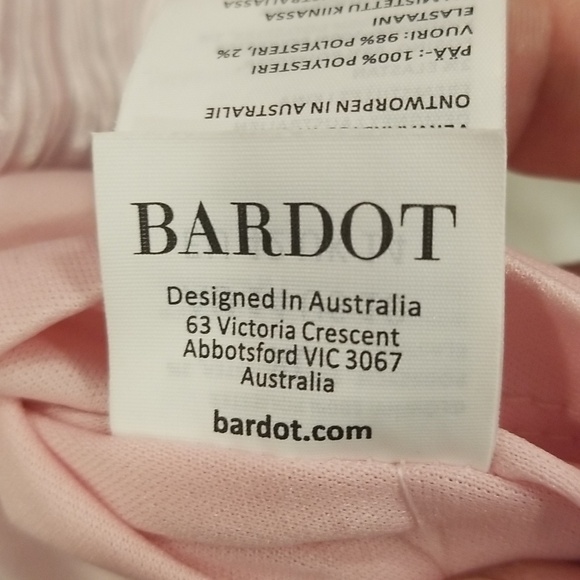 ONTWORPEN IN AUSTRALIE
PÄÄ-: 100% POLYESTERI
VUORI: 98% POLYESTERI, 2%
ELASTAANI
KIINASSA
BARDOT
Designed In Australia
63 Victoria Crescent
Abbotsford VIC 3067
Australia
bardot.com